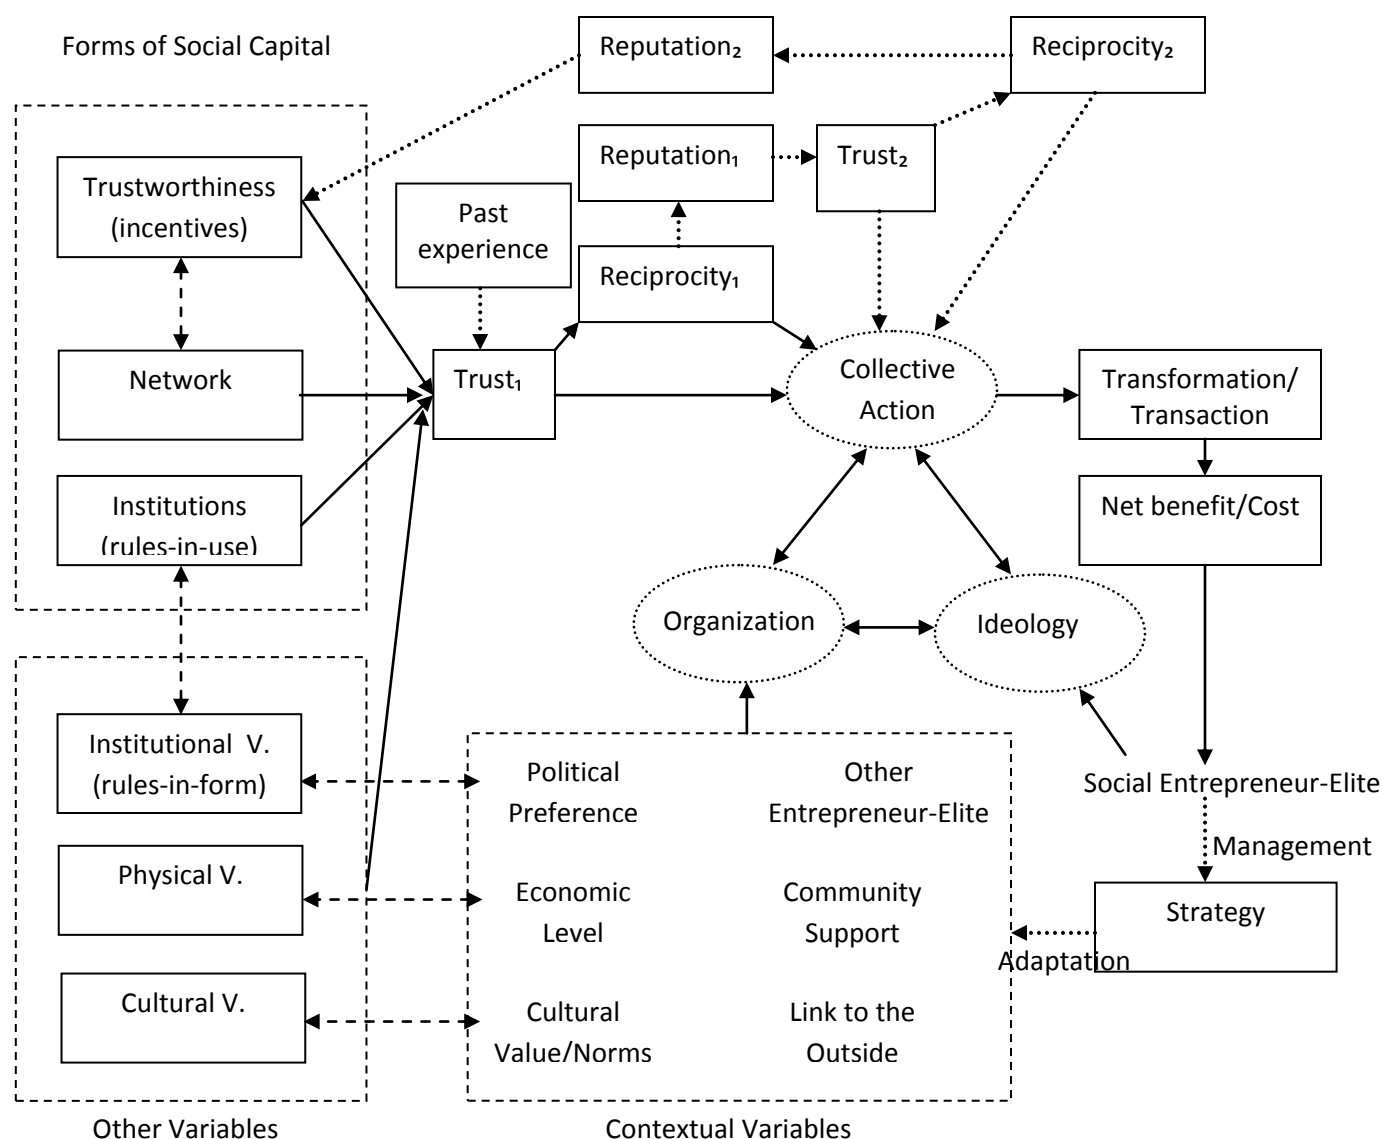 Forms of Social Capital
Reputation₂
Reciprocity₂
Reputation₁
Trust₂
Trustworthiness
(incentives)
Past
experience
Reciprocity₁
Network
Trust₁
Collective
Action
Transformation/
Transaction
Institutions
(rules-in-use)
Net benefit/Cost
Organization
Ideology
Institutional V.
(rules-in-form)
Political
Preference
Other
Entrepreneur-Elite
Social Entrepreneur-Elite
Management
Physical V.
Economic
Level
Community
Support
Strategy
Adaptation
Cultural V.
Cultural
Value/Norms
Link to the
Outside
Other Variables
Contextual Variables